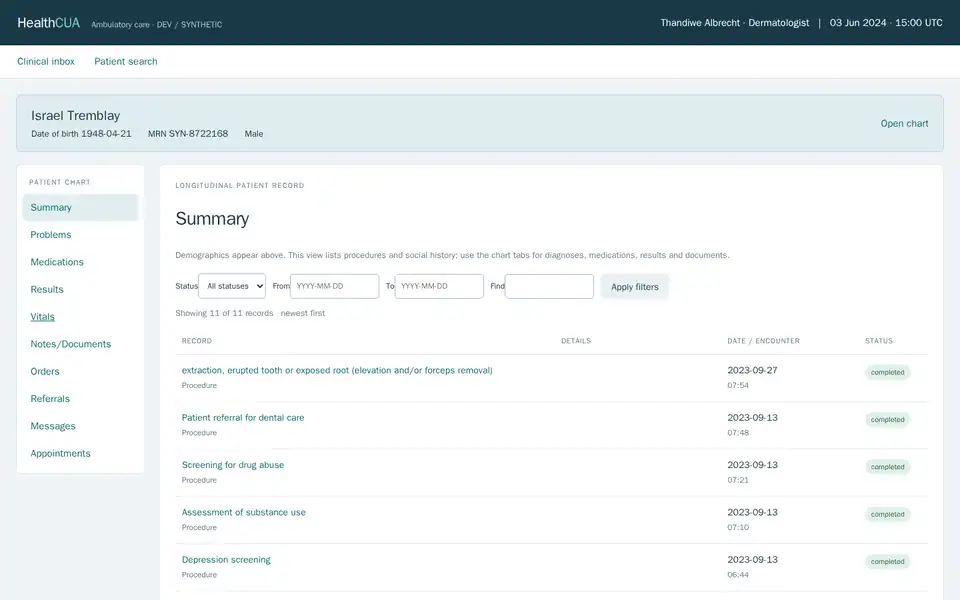 HealthCUA Ambulatory care · DEV / SYNTHETIC Thandiwe Albrecht · Dermatologist | 03 Jun 2024 · 15:00 UTC
Clinical inbox Patient search
Israel Tremblay
Date of birth 1948-04-21 MRN SYN-8722168 Male
Open chart
PATIENT CHART
Summary
Problems
Medications
Results
Vitals
Notes/Documents
Orders
Referrals
Messages
Appointments
LONGITUDINAL PATIENT RECORD
Summary
Demographics appear above. This view lists procedures and social history; use the chart tabs for diagnoses, medications, results and documents.
Status All statuses From YYYY-MM-DD To YYYY-MM-DD Find Apply filters
Showing 11 of 11 records · newest first
RECORD DETAILS DATE / ENCOUNTER STATUS
extraction, erupted tooth or exposed root (elevation and/or forceps removal) 2023-09-27 completed
Procedure 07:54
Patient referral for dental care 2023-09-13 completed
Procedure 07:48
Screening for drug abuse 2023-09-13 completed
Procedure 07:21
Assessment of substance use 2023-09-13 completed
Procedure 07:10
Depression screening 2023-09-13 completed
Procedure 06:44